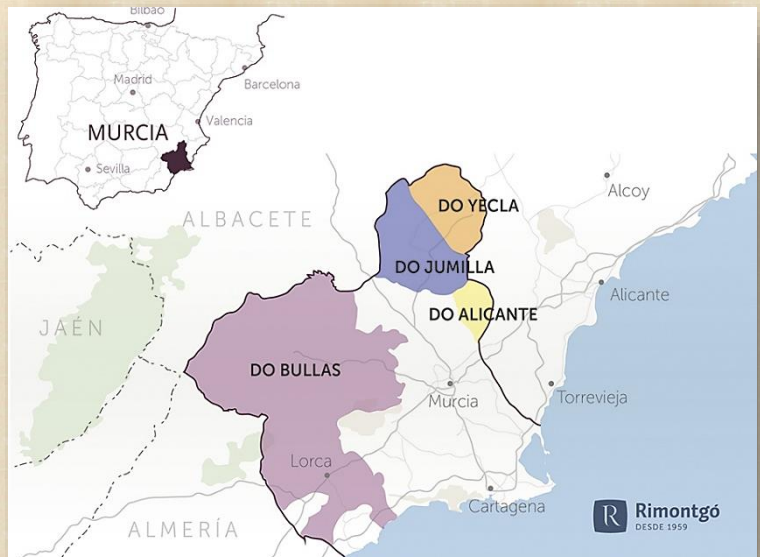 Bilbao
Madrid
Barcelona
MURCIA
Valencia
Sevilla
ALBACETE
DO YECLA
Alcoy
DO JUMILLA
Alicante
JAÉN
DO ALICANTE
DO BULLAS
Murcia
Torrevieja
Lorca
Cartagena
ALMERÍA
R
Rimontgó
DESDE 1959